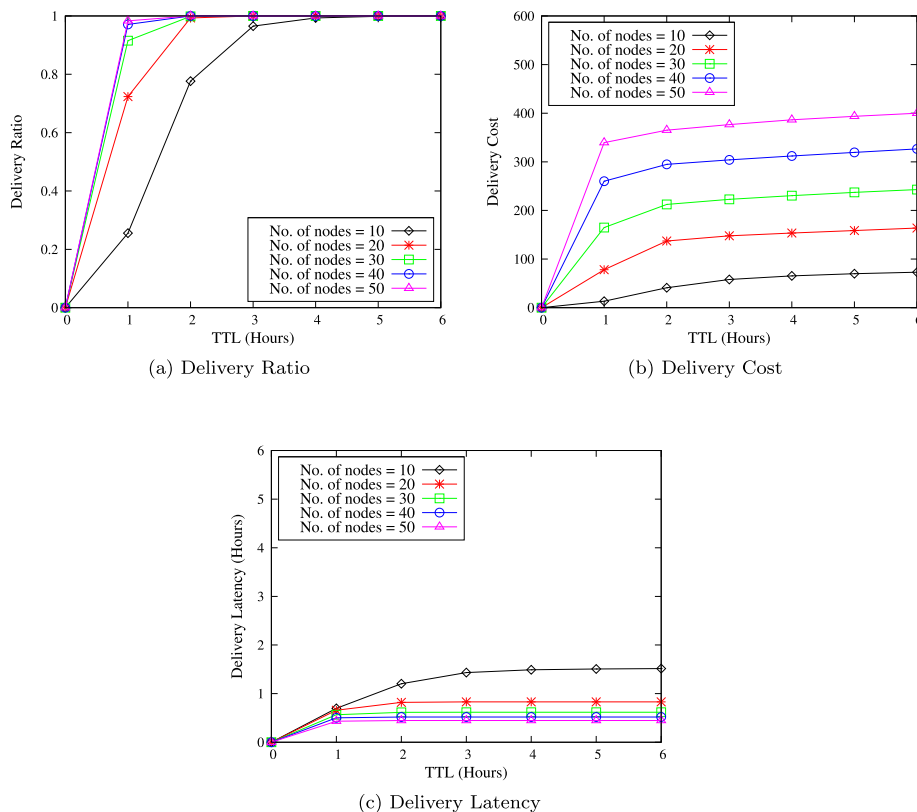 1
0.8
0.6
0.4
0.2
0
Delivery Ratio
No. of nodes = 10
No. of nodes = 20
No. of nodes = 30
No. of nodes = 40
No. of nodes = 50
0 1 2 3 4 5 6
TTL (Hours)
(a) Delivery Ratio
600
500
400
300
200
100
0
Delivery Cost
No. of nodes = 10
No. of nodes = 20
No. of nodes = 30
No. of nodes = 40
No. of nodes = 50
0 1 2 3 4 5 6
TTL (Hours)
(b) Delivery Cost
6
5
4
3
2
1
0
Delivery Latency (Hours)
No. of nodes = 10
No. of nodes = 20
No. of nodes = 30
No. of nodes = 40
No. of nodes = 50
0 1 2 3 4 5 6
TTL (Hours)
(c) Delivery Latency